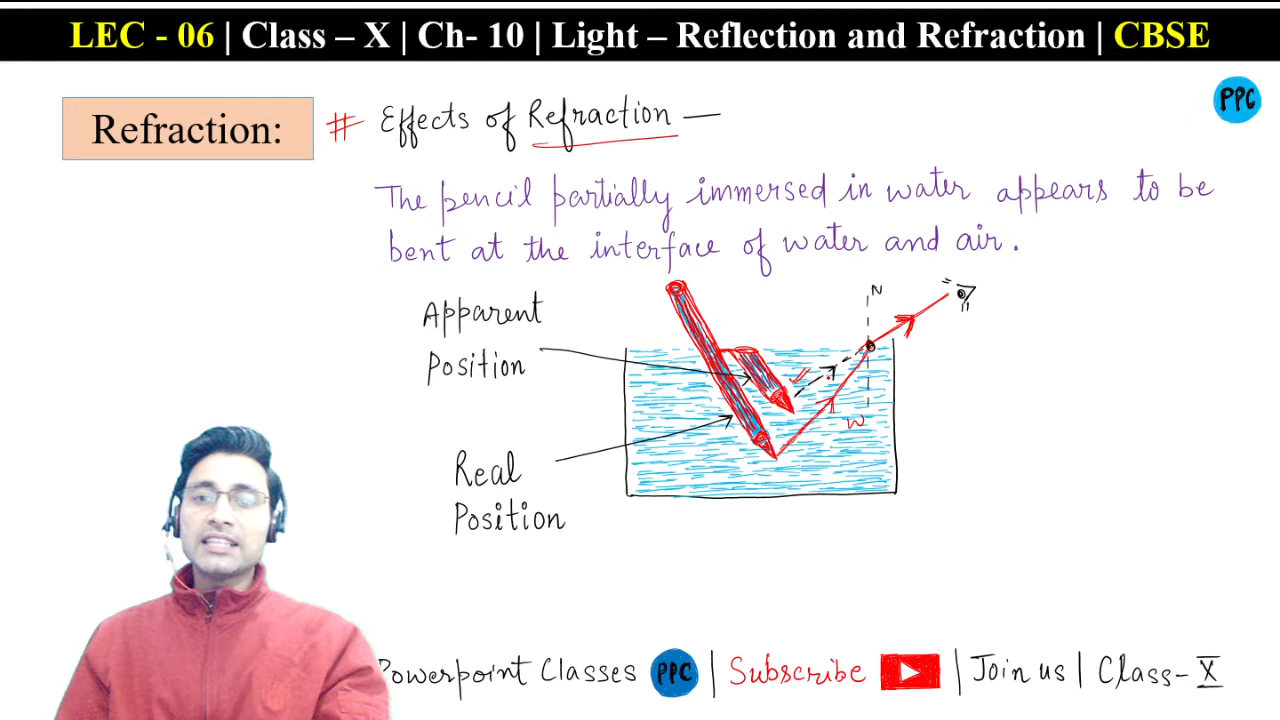 LEC - 06 | Class – X | Ch- 10 | Light – Reflection and Refraction | CBSE
PPC
Refraction:
# Effects of Refraction —
The pencil partially immersed in water appears to be
bent at the interface of water and air.
Apparent
Position
N
W
Real
Position
Powerpoint Classes PPC | Subscribe | Join us | Class - X